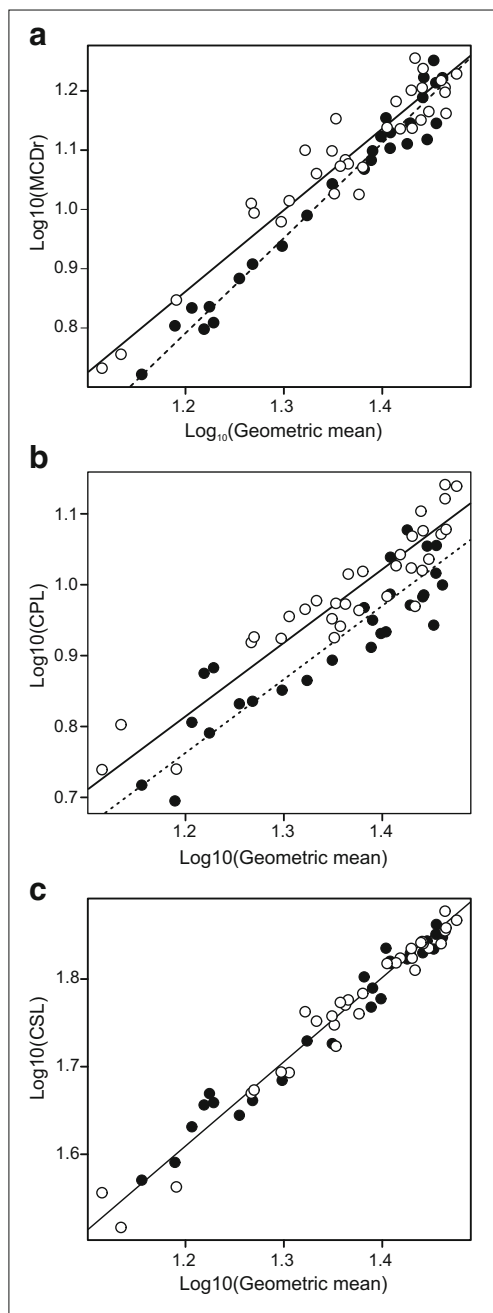 a
Log10(MCDr)
1.2
1.1
1.0
0.9
0.8
1.2 1.3 1.4
Log₁₀(Geometric mean)
b
Log10(CPL)
1.1
1.0
0.9
0.8
0.7
1.2 1.3 1.4
Log10(Geometric mean)
c
Log10(CSL)
1.8
1.7
1.6
1.2 1.3 1.4
Log10(Geometric mean)